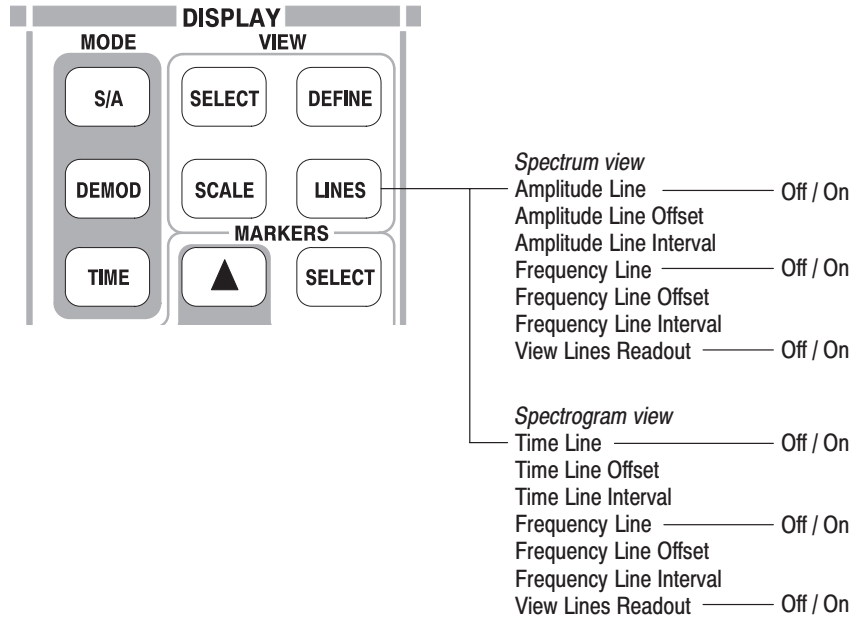 DISPLAY
MODE VIEW
S/A SELECT DEFINE
DEMOD SCALE LINES
MARKERS
TIME SELECT
Spectrum view
Amplitude Line Off / On
Amplitude Line Offset
Amplitude Line Interval
Frequency Line Off / On
Frequency Line Offset
Frequency Line Interval
View Lines Readout Off / On
Spectrogram view
Time Line Off / On
Time Line Offset
Time Line Interval
Frequency Line Off / On
Frequency Line Offset
Frequency Line Interval
View Lines Readout Off / On